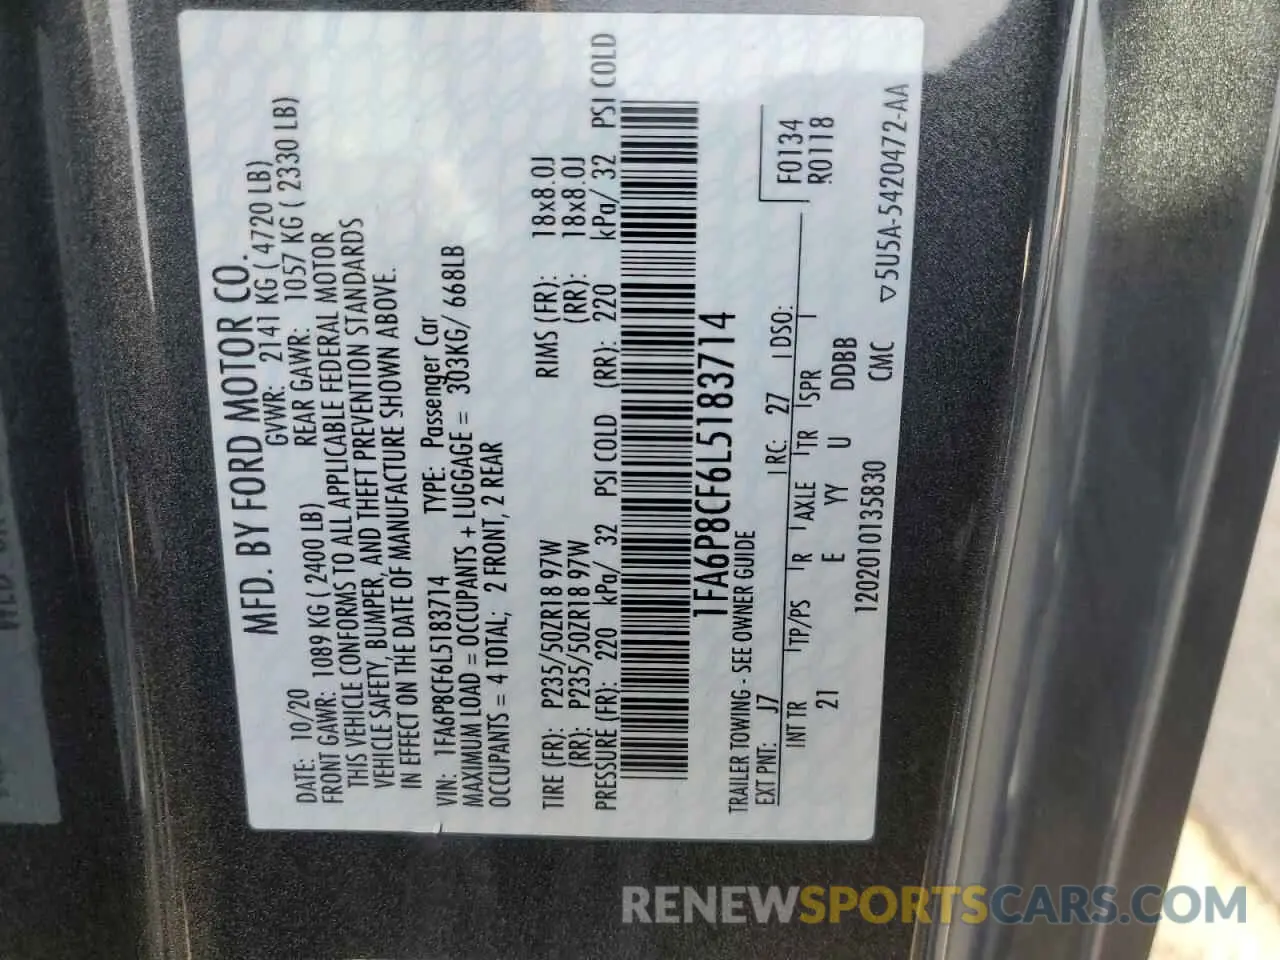 MFD. BY FORD MOTOR CO.
DATE: 10/20 GVWR: 2141 KG ( 4720 LB)
FRONT GAWR: 1089 KG ( 2400 LB) REAR GAWR: 1057 KG ( 2330 LB)
THIS VEHICLE CONFORMS TO ALL APPLICABLE FEDERAL MOTOR
VEHICLE SAFETY, BUMPER, AND THEFT PREVENTION STANDARDS
IN EFFECT ON THE DATE OF MANUFACTURE SHOWN ABOVE.
VIN: 1FA6P8CF6L5183714 TYPE: Passenger Car
MAXIMUM LOAD = OCCUPANTS + LUGGAGE = 303KG/ 668LB
OCCUPANTS = 4 TOTAL; 2 FRONT, 2 REAR
TIRE (FR): P235/50ZR18 97W RIMS (FR): 18x8.0J
(RR): P235/50ZR18 97W (RR): 18x8.0J
PRESSURE (FR): 220 kPa/ 32 PSI COLD (RR): 220 kPa/ 32 PSI COLD
1FA6P8CF6L5183714
TRAILER TOWING - SEE OWNER GUIDE
EXT PNT: J7 RC: 27 DSO:
F0134
R0118
INT TR TP/PS R AXLE TR SPR
21 E YY U DDBB
1202010135830 CMC
▽5U5A-5420472-AA
RENEWSPORTSCARS.COM